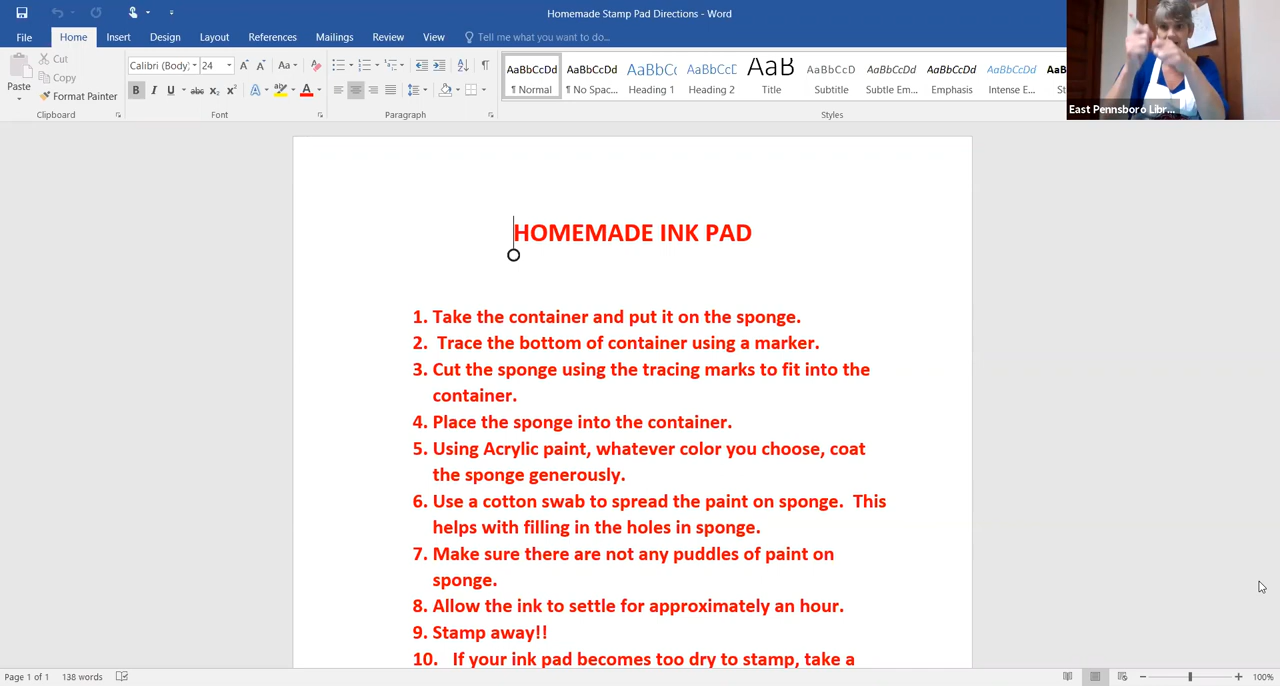 Homemade Stamp Pad Directions - Word
File Home Insert Design Layout References Mailings Review View Tell me what you want to do...
Cut
Copy
Paste Format Painter
Clipboard
Calibri (Body) 24
Font
Paragraph
AaBbCcDd AaBbCcDd AaBbCc AaBbCcD AaB AaBbCcDd AaBbCcDd AaBbCcDd AaBbCcDd AaBb
¶ Normal ¶ No Spac... Heading 1 Heading 2 Title Subtitle Subtle Em... Emphasis Intense E...
Styles
East Pennsboro Libr...
HOMEMADE INK PAD
1. Take the container and put it on the sponge.
2. Trace the bottom of container using a marker.
3. Cut the sponge using the tracing marks to fit into the
container.
4. Place the sponge into the container.
5. Using Acrylic paint, whatever color you choose, coat
the sponge generously.
6. Use a cotton swab to spread the paint on sponge. This
helps with filling in the holes in sponge.
7. Make sure there are not any puddles of paint on
sponge.
8. Allow the ink to settle for approximately an hour.
9. Stamp away!!
10. If your ink pad becomes too dry to stamp, take a
Page 1 of 1 138 words 100%